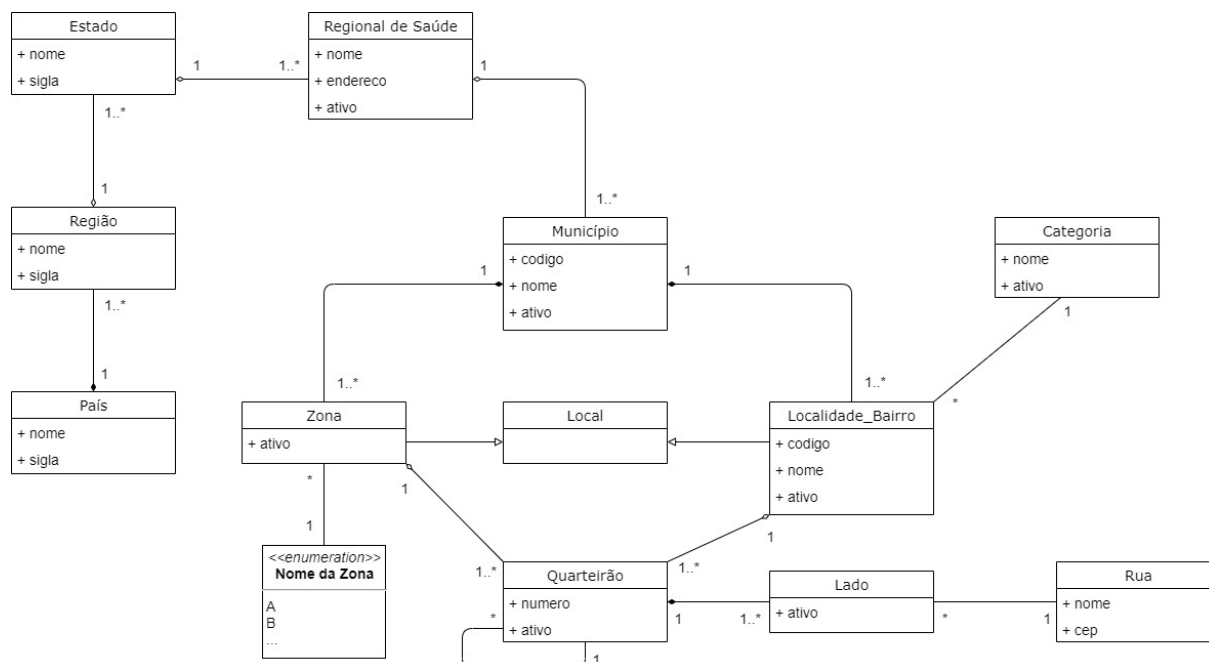 Estado
+ nome
+ sigla
Regional de Saúde
+ nome
+ endereco
+ ativo
1
1..*
1
1..*
1
1..*
Região
+ nome
+ sigla
1..*
1
País
+ nome
+ sigla
Município
+ codigo
+ nome
+ ativo
1
1
1..*
1..*
Categoria
+ nome
+ ativo
1
*
Zona
+ ativo
Local
Localidade_Bairro
+ codigo
+ nome
+ ativo
*
1
1
1
<<enumeration>>
Nome da Zona
A
B
...
1..*
1..*
Quarteirão
+ numero
+ ativo
*
1
1
1..*
Lado
+ ativo
*
1
Rua
+ nome
+ cep